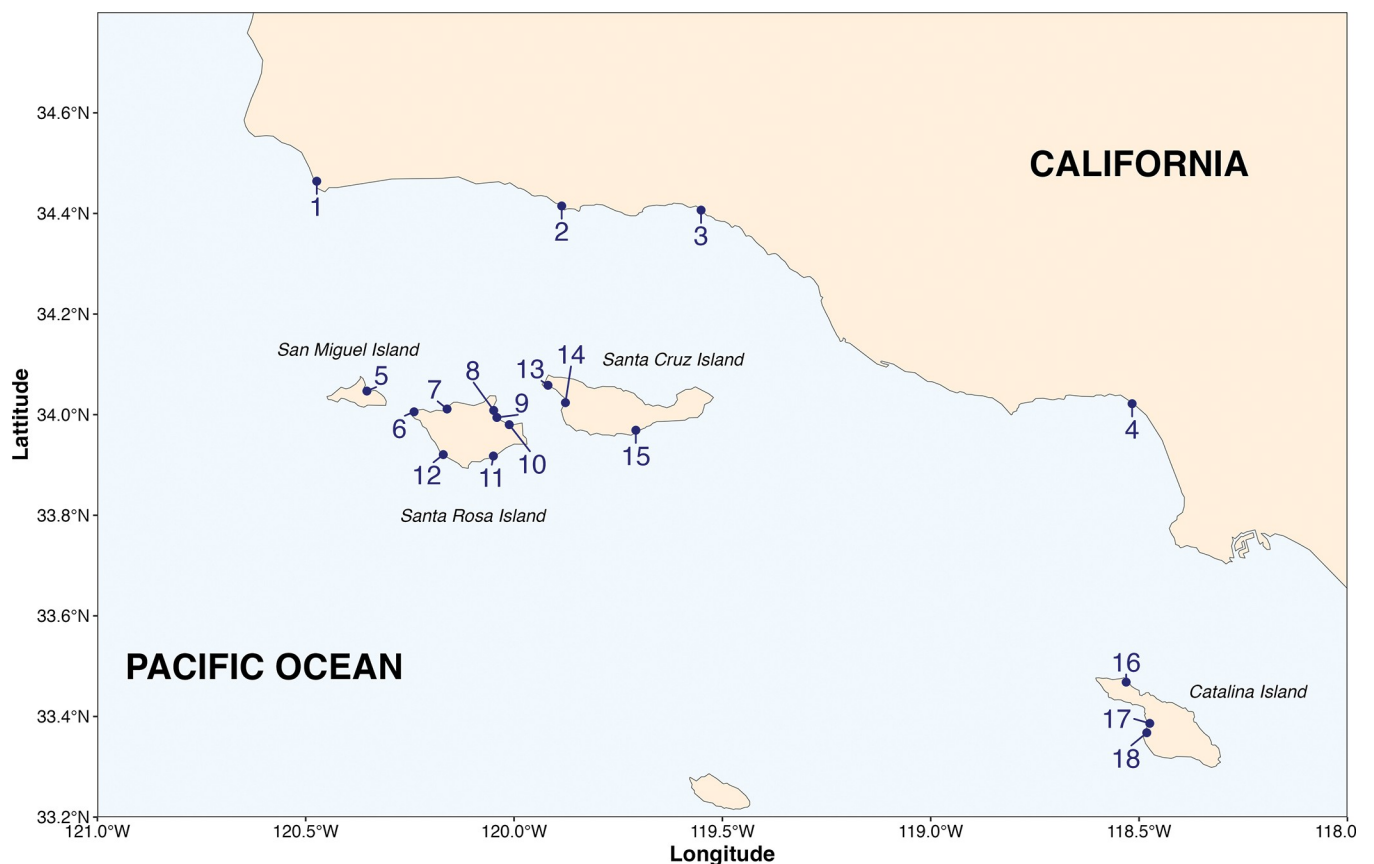 34.6°N
CALIFORNIA
1
34.4°N
2
3
34.2°N
San Miguel Island
14
Santa Cruz Island
13
8
5
7
9
34.0°N
6
4
15
10
12
11
Santa Rosa Island
33.8°N
Lattitude
33.6°N
PACIFIC OCEAN
16
Catalina Island
33.4°N
17
18
33.2°N
121.0°W
120.5°W
120.0°W
119.5°W
119.0°W
118.5°W
118.0
Longitude